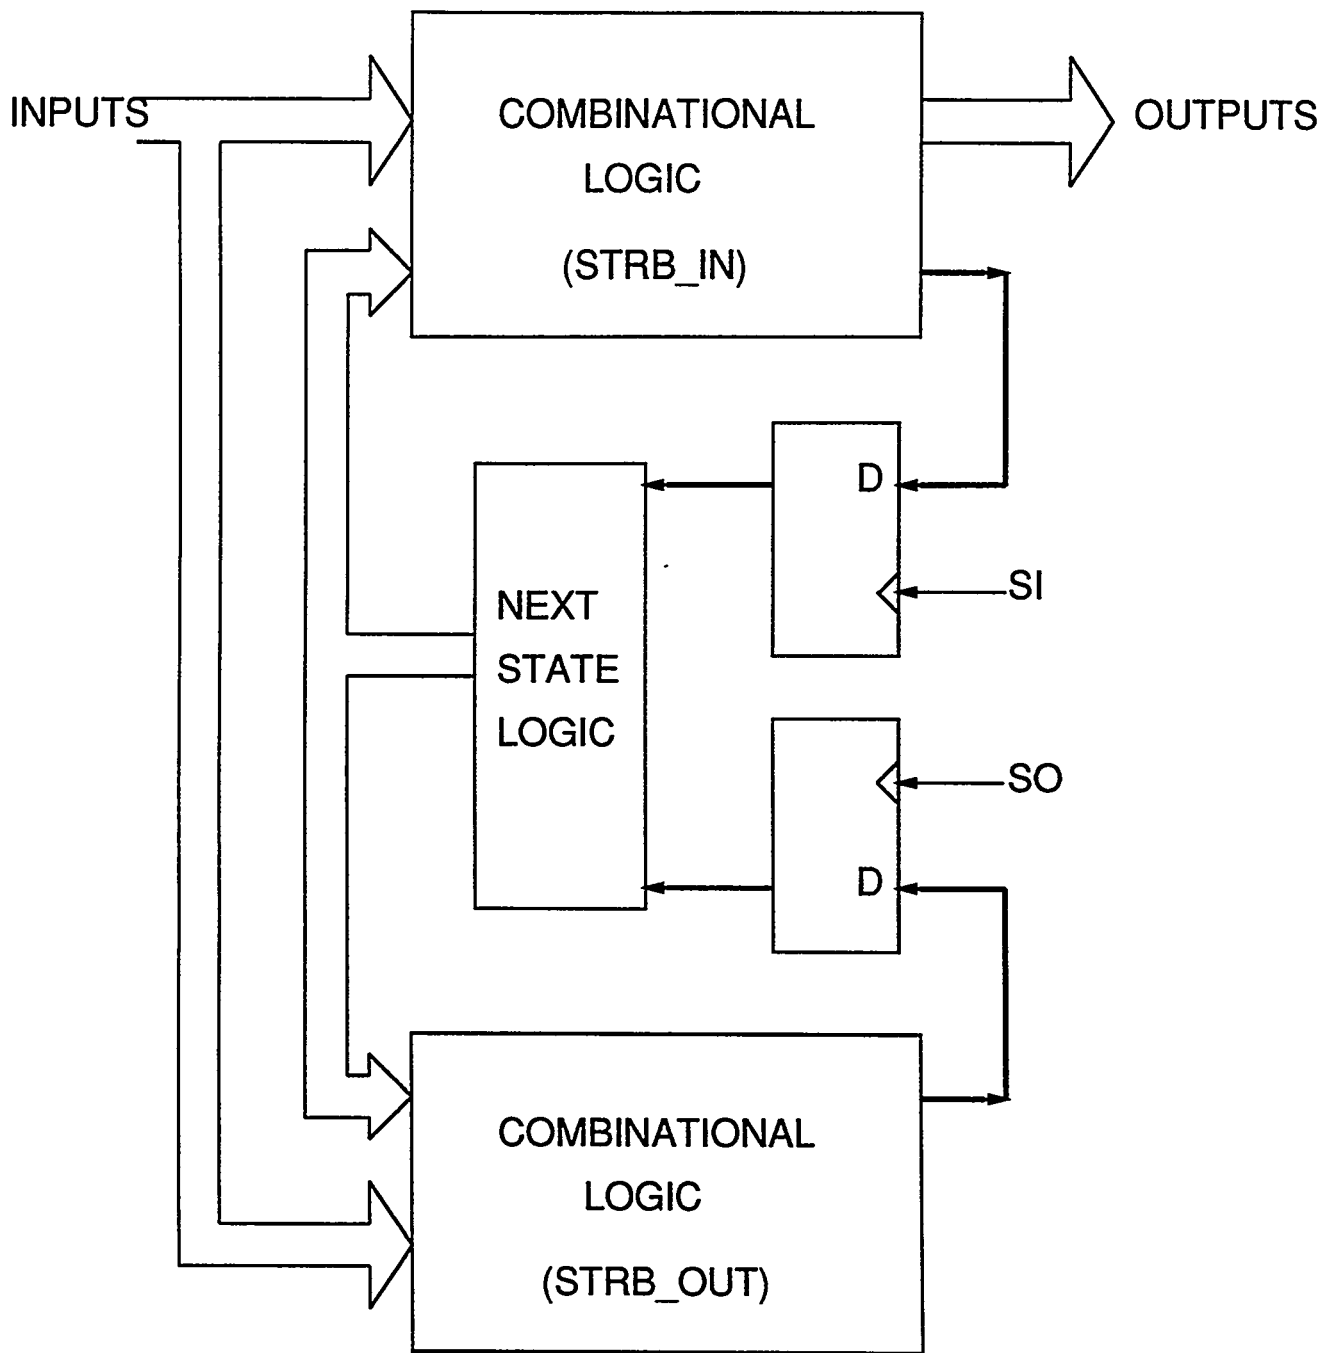 INPUTS
COMBINATIONAL
LOGIC
(STRB_IN)
OUTPUTS
D
SI
NEXT
STATE
LOGIC
SO
D
COMBINATIONAL
LOGIC
(STRB_OUT)